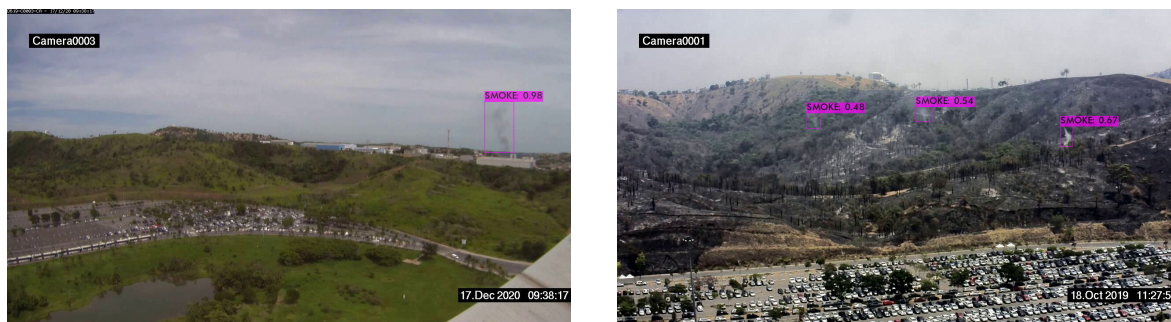 Camera0003
SMOKE: 0.98
17.Dec 2020 09:38:17
Camera0001
SMOKE: 0.48
SMOKE: 0.54
SMOKE: 0.67
18.Oct 2019 11:27:5